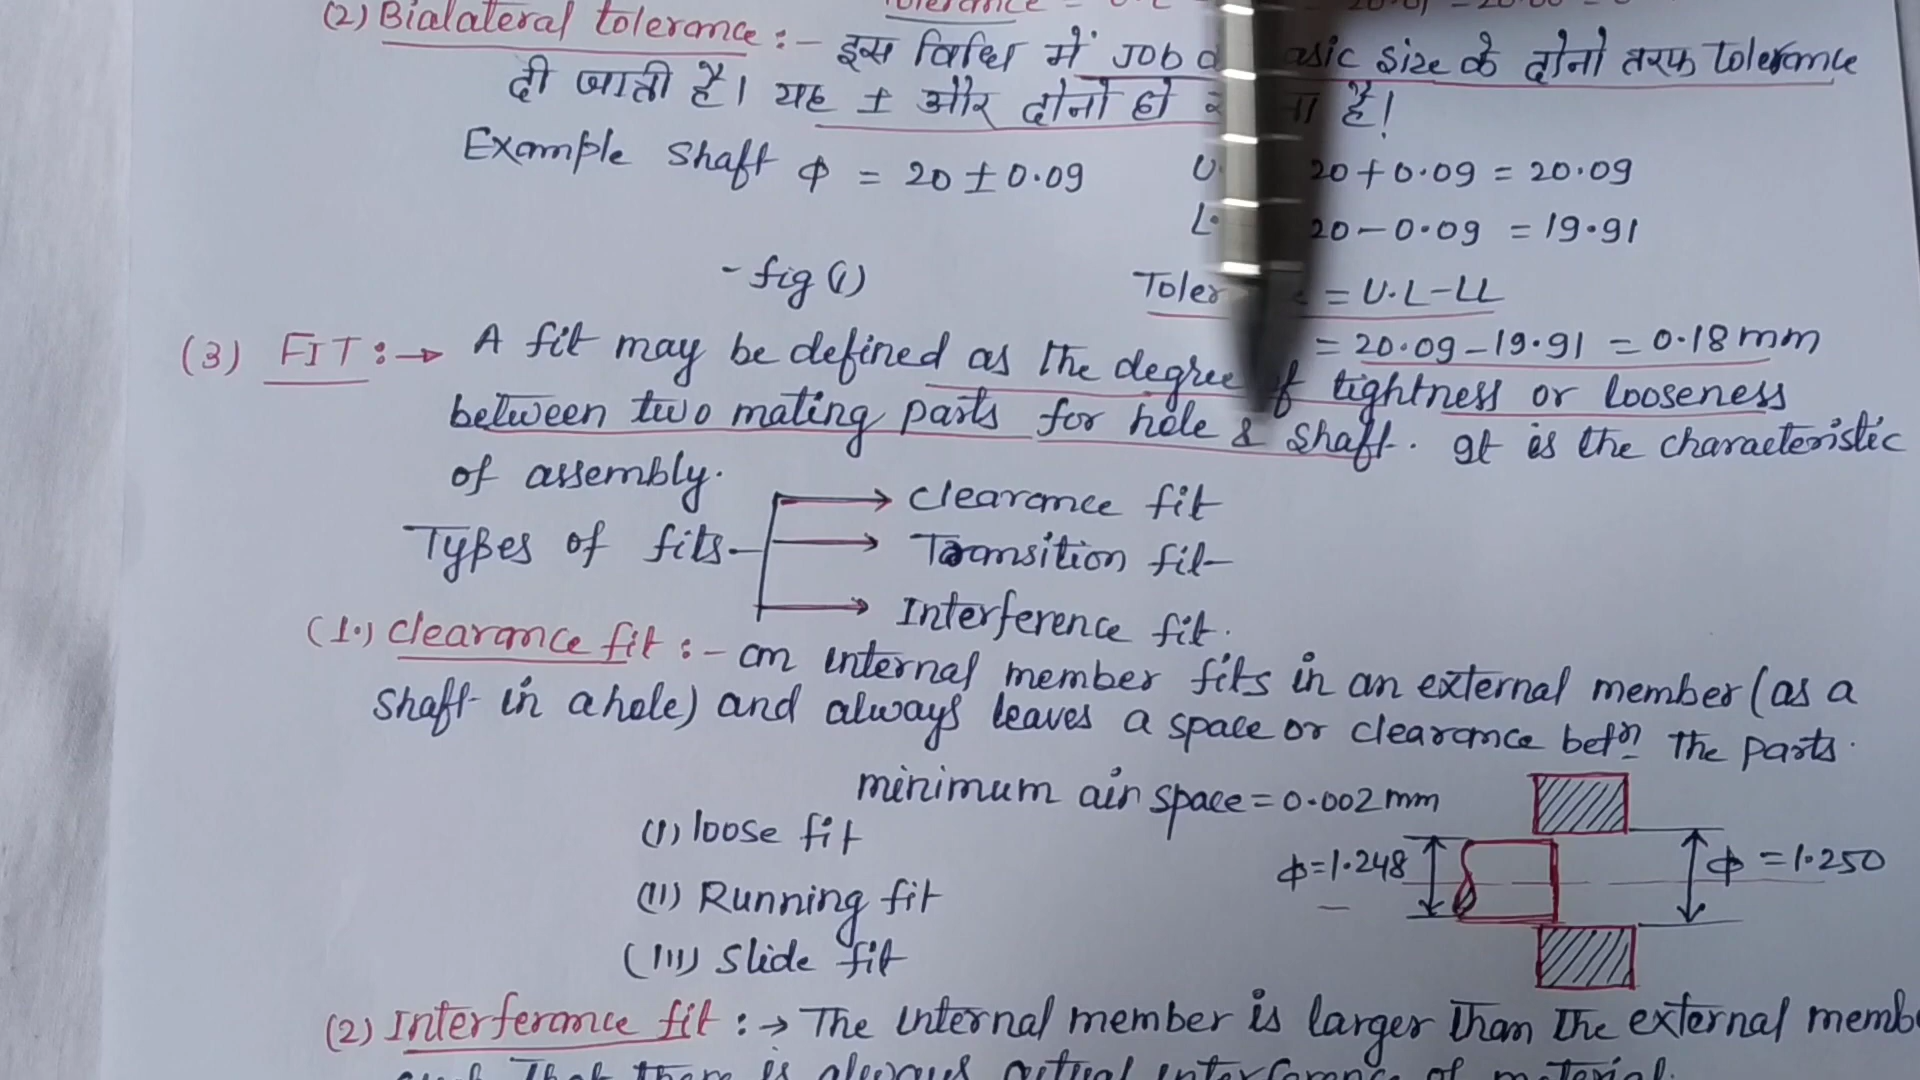 (2) Bialateral tolerance :- इस विधि में Job size के दोनो तरफ tolerance
दी जाती है। यह ± और दोनो हो है।
Example shaft ϕ = 20 ± 0.09
20 + 0.09 = 20.09
20 - 0.09 = 19.91
- fig (1)
= U.L - LL
= 20.09 - 19.91 = 0.18 mm
(3) FIT :→ A fit may be defined as the degree of tightness or looseness
between two mating parts for hole & shaft. It is the characteristic
of assembly.
Types of fits -
→ clearance fit
→ Transition fit
→ Interference fit.
(1.) clearance fit :- an internal member fits in an external member (as a
shaft in a hole) and always leaves a space or clearance betn the parts.
minimum air space = 0.002 mm
(I) loose fit
(II) Running fit
(III) slide fit
ϕ = 1.248
ϕ = 1.250
(2) Interferance fit :→ The internal member is larger than the external